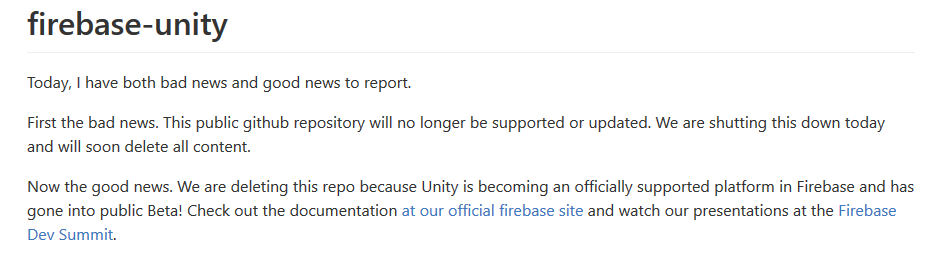 firebase-unity
Today, I have both bad news and good news to report.
First the bad news. This public github repository will no longer be supported or updated. We are shutting this down today
and will soon delete all content.
Now the good news. We are deleting this repo because Unity is becoming an officially supported platform in Firebase and has
gone into public Beta! Check out the documentation at our official firebase site and watch our presentations at the Firebase
Dev Summit.